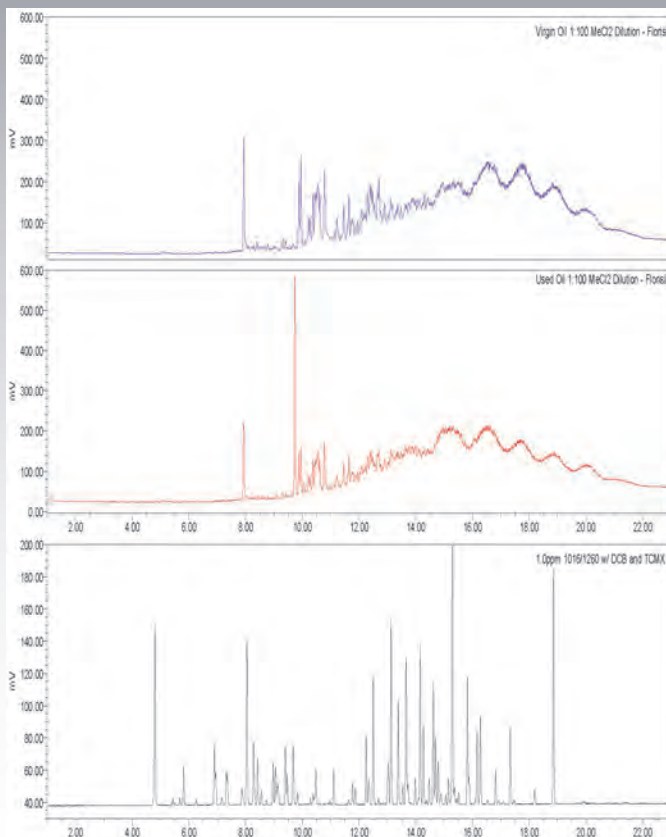 600.00
Virgin Oil 1:100 MeCl2 Dilution - Floris
500.00
400.00
mV
300.00
200.00
100.00
600.00
Used Oil 1:100 MeCl2 Dilution - Floris
500.00
400.00
mV
300.00
200.00
100.00
0.00
2.00 4.00 6.00 8.00 10.00 12.00 14.00 16.00 18.00 20.00 22.00
200.00
1.0ppm 1016/1260 w/ DCB and TCMX
180.00
160.00
140.00
mV
120.00
100.00
80.00
60.00
40.00
2.00 4.00 6.00 8.00 10.00 12.00 14.00 16.00 18.00 20.00 22.00